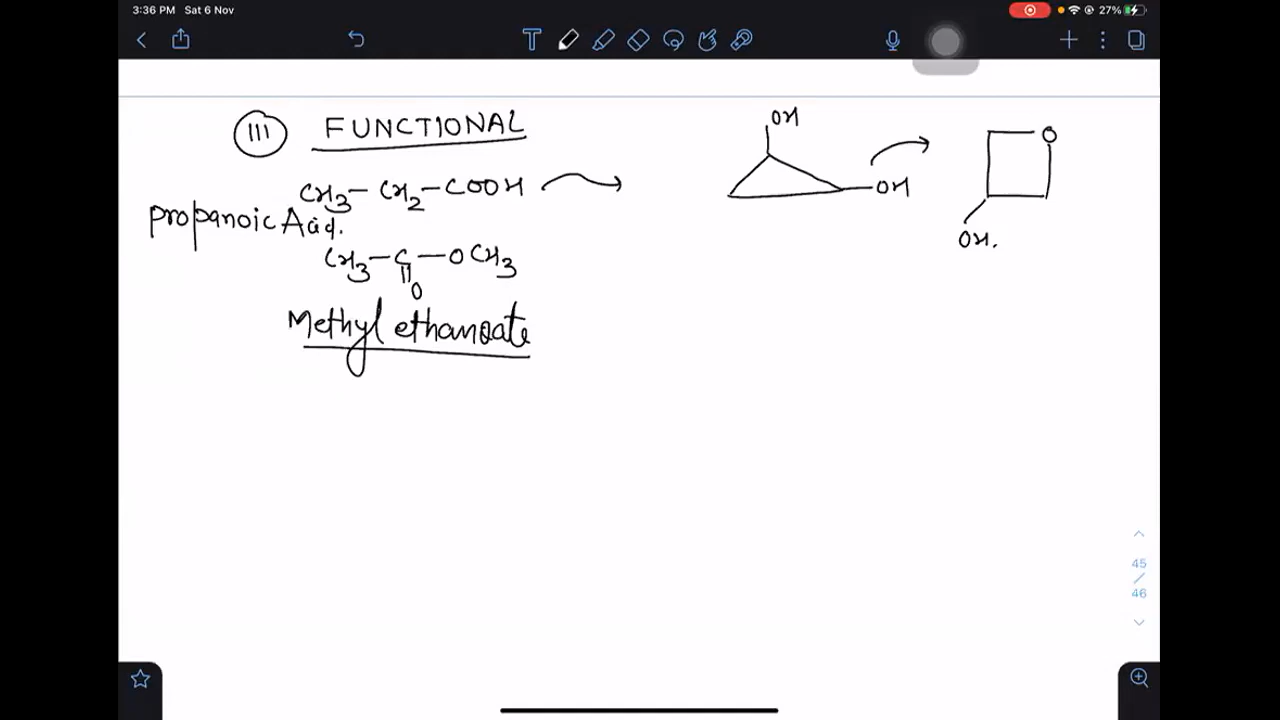 3:36 PM Sat 6 Nov
27%
T
III FUNCTIONAL
CH3-CH2-COOH
propanoic Acid.
CH3-C-OCH3
O
Methyl ethanoate
OH
OH
O
OH.
45
/
46